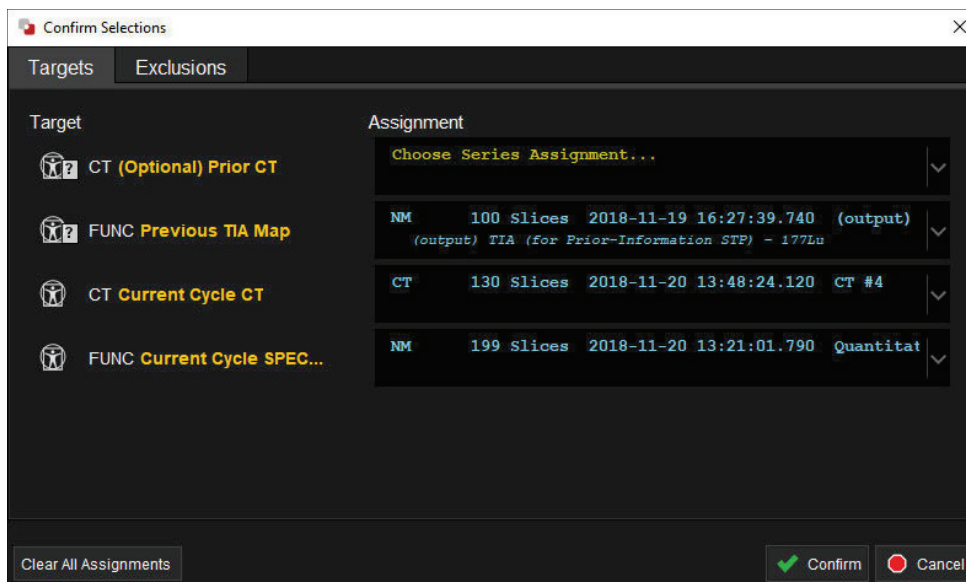 Confirm Selections
Targets Exclusions
Target Assignment
CT (Optional) Prior CT Choose Series Assignment...
FUNC Previous TIA Map NM 100 Slices 2018-11-19 16:27:39.740 (output)
(output) TIA (for Prior-Information STP) - 177Lu
CT Current Cycle CT CT 130 Slices 2018-11-20 13:48:24.120 CT #4
FUNC Current Cycle SPEC... NM 199 Slices 2018-11-20 13:21:01.790 Quantitat
Clear All Assignments Confirm Cancel